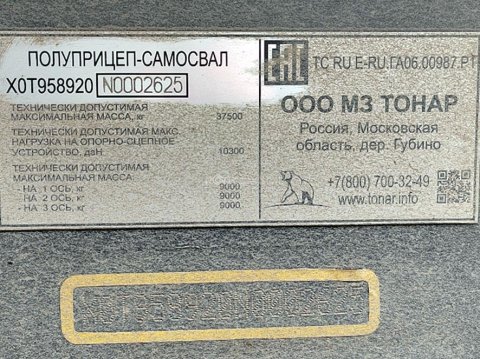 ПОЛУПРИЦЕП-САМОСВАЛ
X0T958920 N0002625
ТЕХНИЧЕСКИ ДОПУСТИМАЯ
МАКСИМАЛЬНАЯ МАССА, кг 37500
ТЕХНИЧЕСКИ ДОПУСТИМАЯ МАКС.
НАГРУЗКА НА ОПОРНО-СЦЕПНОЕ
УСТРОЙСТВО, даН 10300
ТЕХНИЧЕСКИ ДОПУСТИМАЯ
МАКСИМАЛЬНАЯ МАССА
- НА 1 ОСЬ, кг 9000
- НА 2 ОСЬ, кг 9000
- НА 3 ОСЬ, кг 9000
EAC ТС RU E-RU.ГА06.00987.P1
ООО МЗ ТОНАР
Россия, Московская
область, дер. Губино
+7(800) 700-32-49
www.tonar.info
X0T958920N0002625